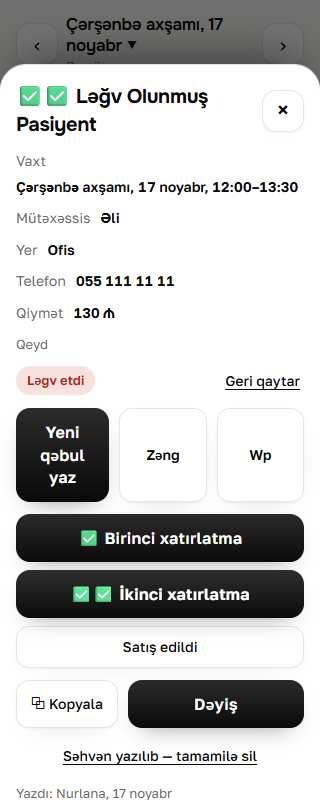 ‹
Çərşənbə axşamı, 17
noyabr ▼
›
✅ ✅ Ləğv Olunmuş
Pasiyent
×
Vaxt
Çərşənbə axşamı, 17 noyabr, 12:00–13:30
Mütəxəssis Əli
Yer Ofis
Telefon 055 111 11 11
Qiymət 130 ₼
Qeyd
Ləğv etdi
Geri qaytar
Yeni
qəbul
yaz
Zəng
Wp
✅ Birinci xatırlatma
✅ ✅ İkinci xatırlatma
Satış edildi
Kopyala
Dəyiş
Səhvən yazılıb — tamamilə sil
Yazdı: Nurlanə, 17 noyabr